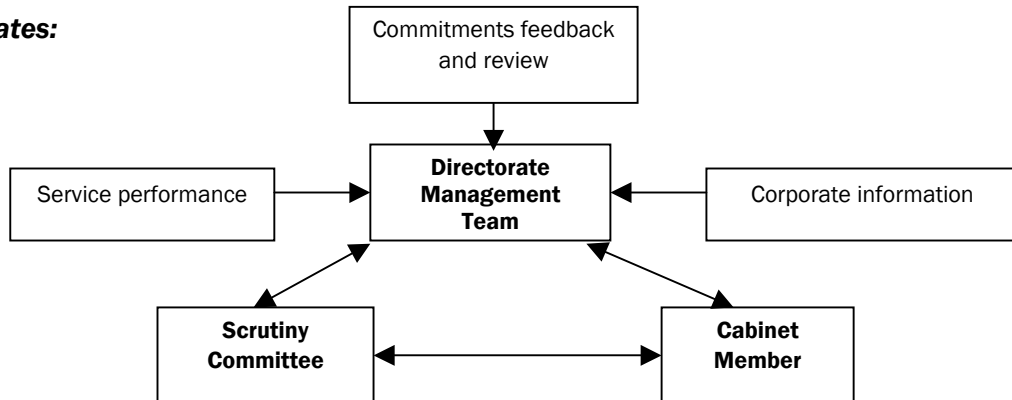 ates:
Commitments feedback
and review
Directorate
Management
Team
Service performance
Corporate information
Scrutiny
Committee
Cabinet
Member